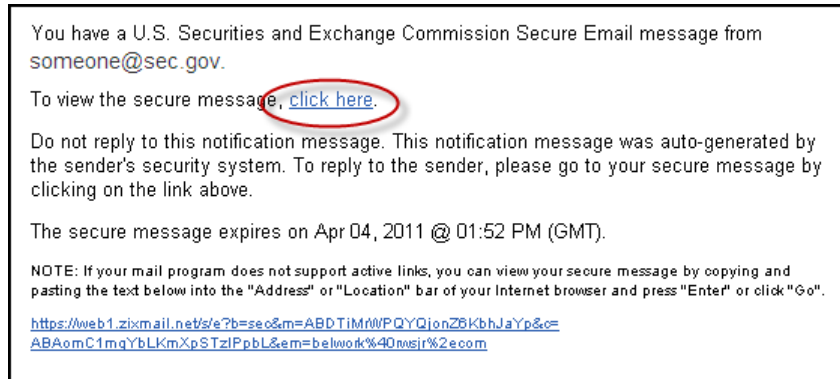 You have a U.S. Securities and Exchange Commission Secure Email message from
someone@sec.gov.
To view the secure message, click here.
Do not reply to this notification message. This notification message was auto-generated by
the sender's security system. To reply to the sender, please go to your secure message by
clicking on the link above.
The secure message expires on Apr 04, 2011 @ 01:52 PM (GMT).
NOTE: If your mail program does not support active links, you can view your secure message by copying and
pasting the text below into the "Address" or "Location" bar of your Internet browser and press "Enter" or click "Go".
https://web1.zixmail.net/s/e?b=sec&m=ABDTiMrWPQYQjonZ6KbhJaYp&c=
ABAomC1mqYbLKmXpSTzIPpbL&em=belwork%40rwsjr%2ecom